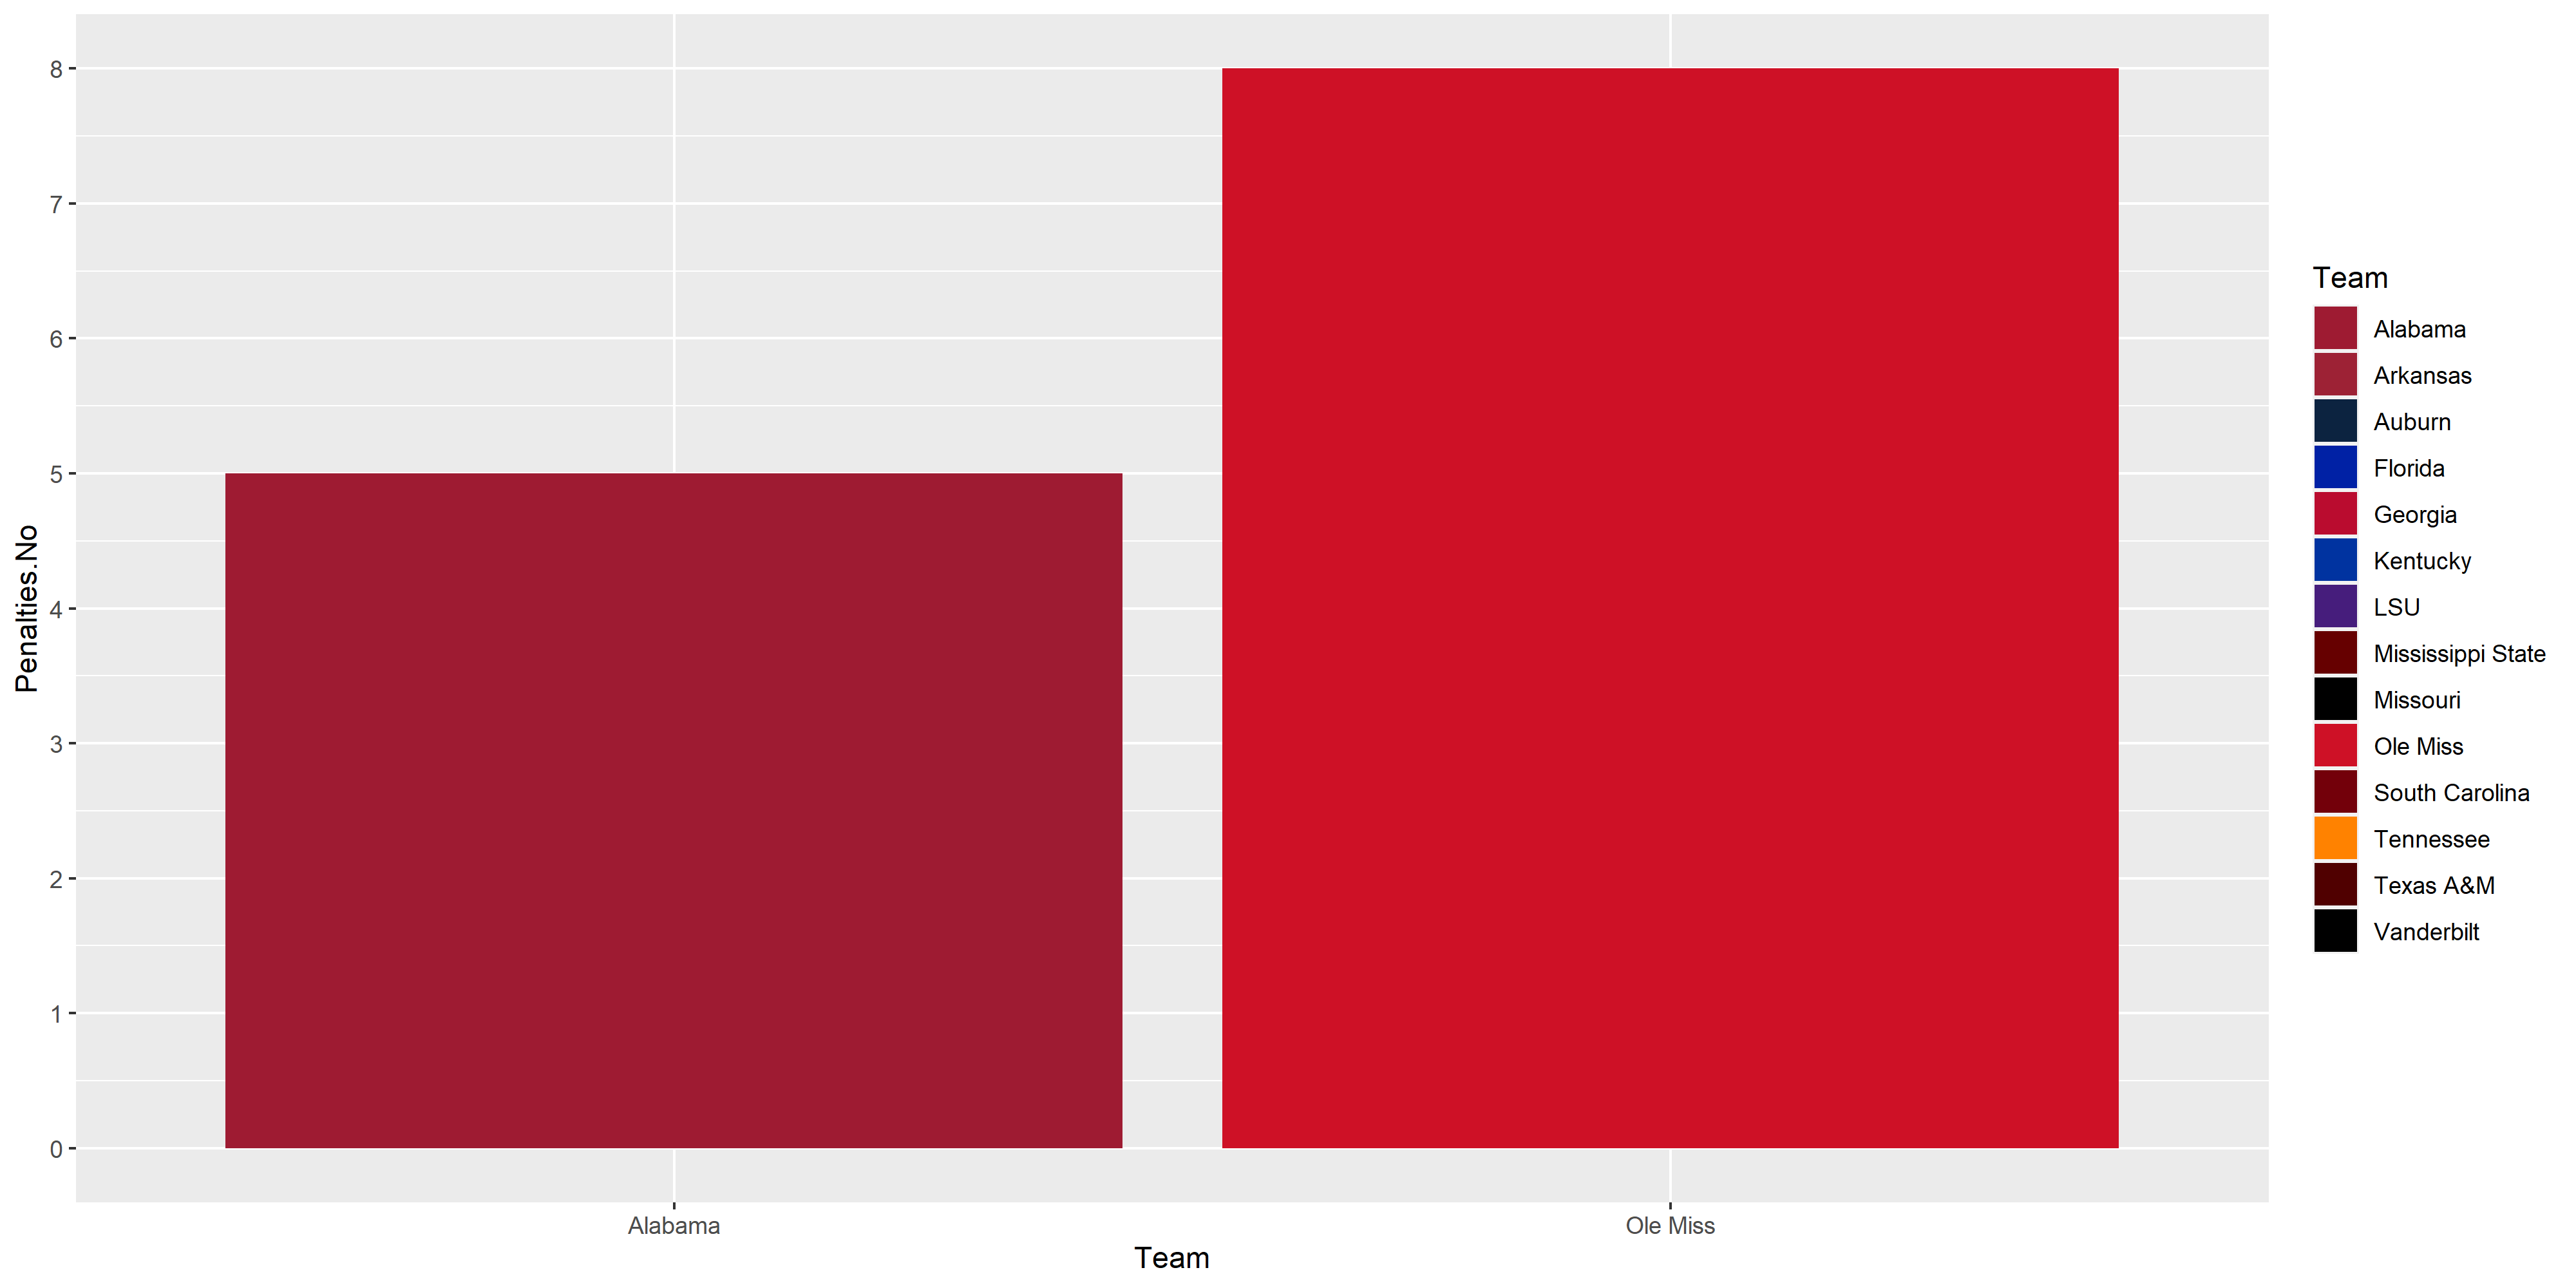 8
7
6
5
4
3
2
1
0
Penalties.No
Alabama
Ole Miss
Team
Team
Alabama
Arkansas
Auburn
Florida
Georgia
Kentucky
LSU
Mississippi State
Missouri
Ole Miss
South Carolina
Tennessee
Texas A&M
Vanderbilt